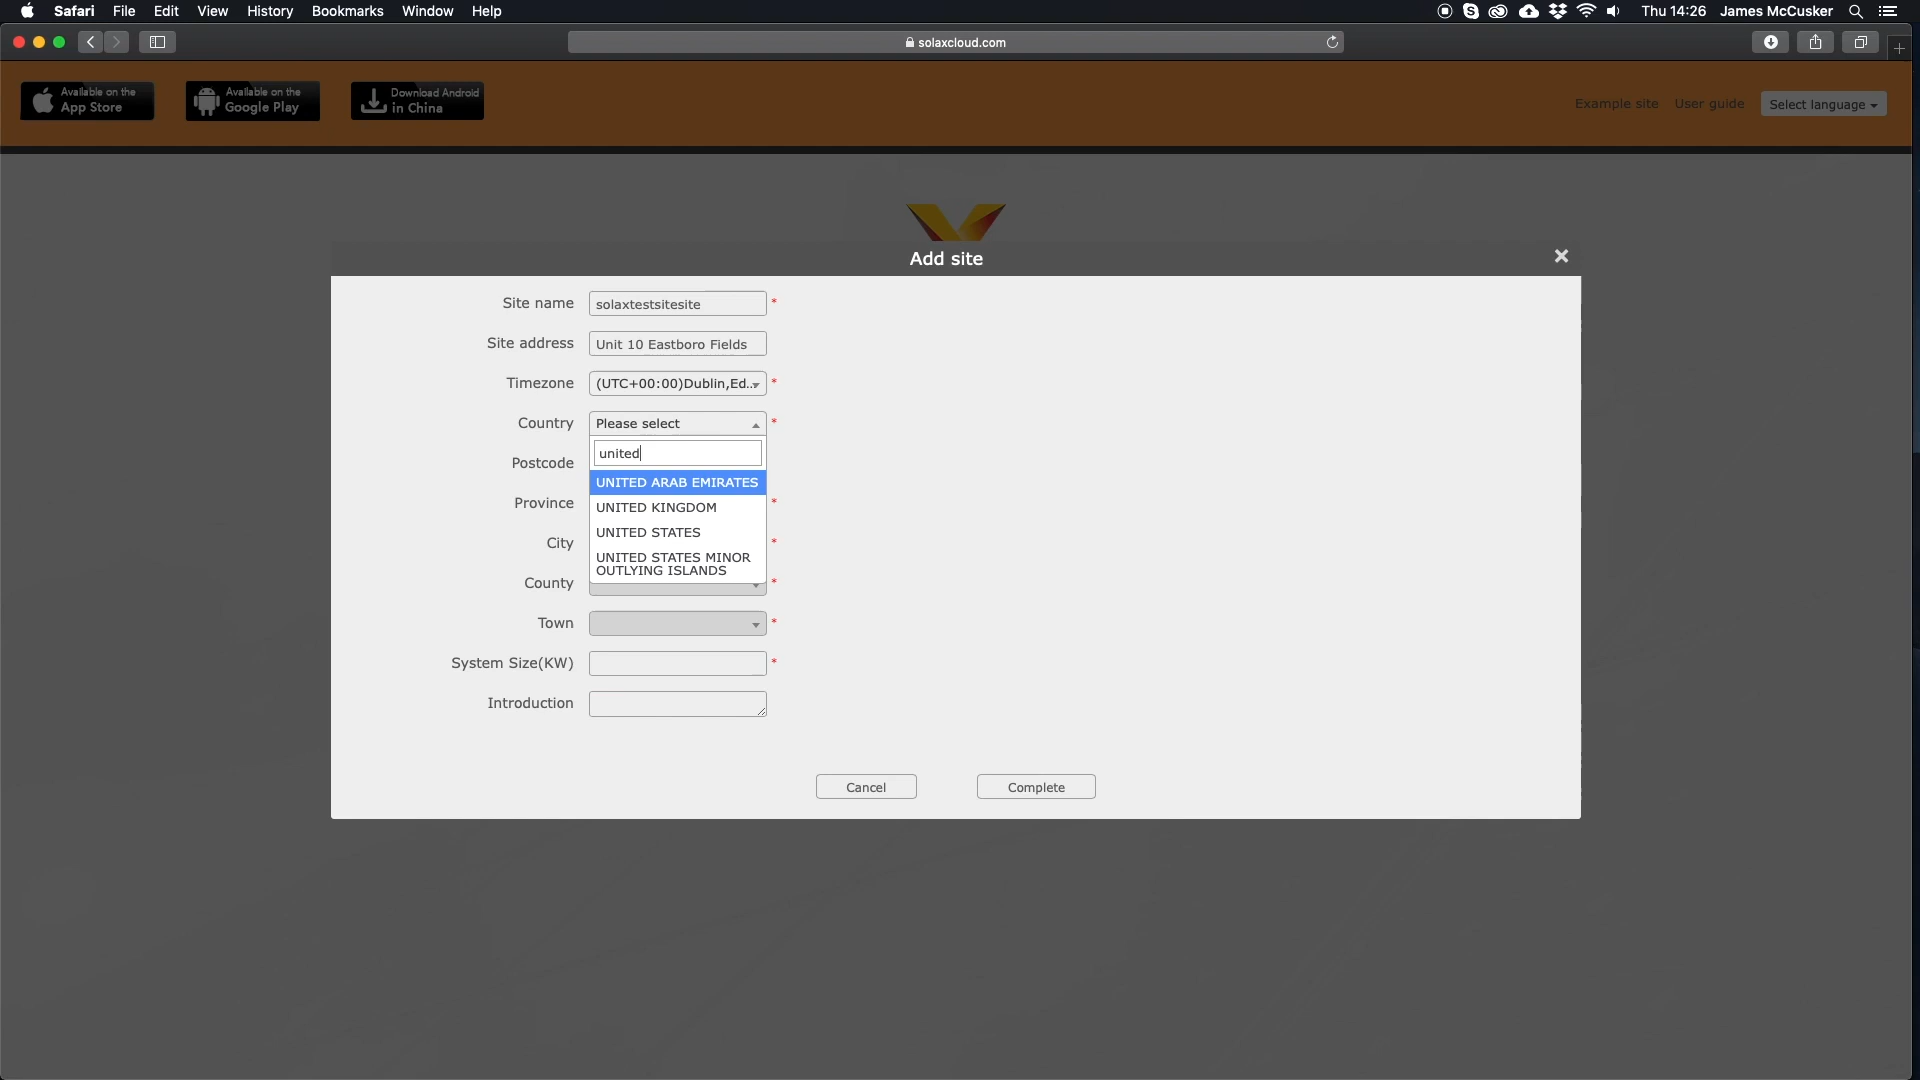 Safari File Edit View History Bookmarks Window Help Thu 14:26 James McCusker
solaxcloud.com
Available on the
App Store
Available on the
Google Play
Download Android
in China
Example site User guide Select language
Add site
Site name solaxtestsitesite *
Site address Unit 10 Eastboro Fields
Timezone (UTC+00:00)Dublin,Ed... *
Country Please select *
united
Postcode
UNITED ARAB EMIRATES
Province *
UNITED KINGDOM
UNITED STATES
City *
UNITED STATES MINOR
OUTLYING ISLANDS
County *
Town *
System Size(KW) *
Introduction
Cancel Complete